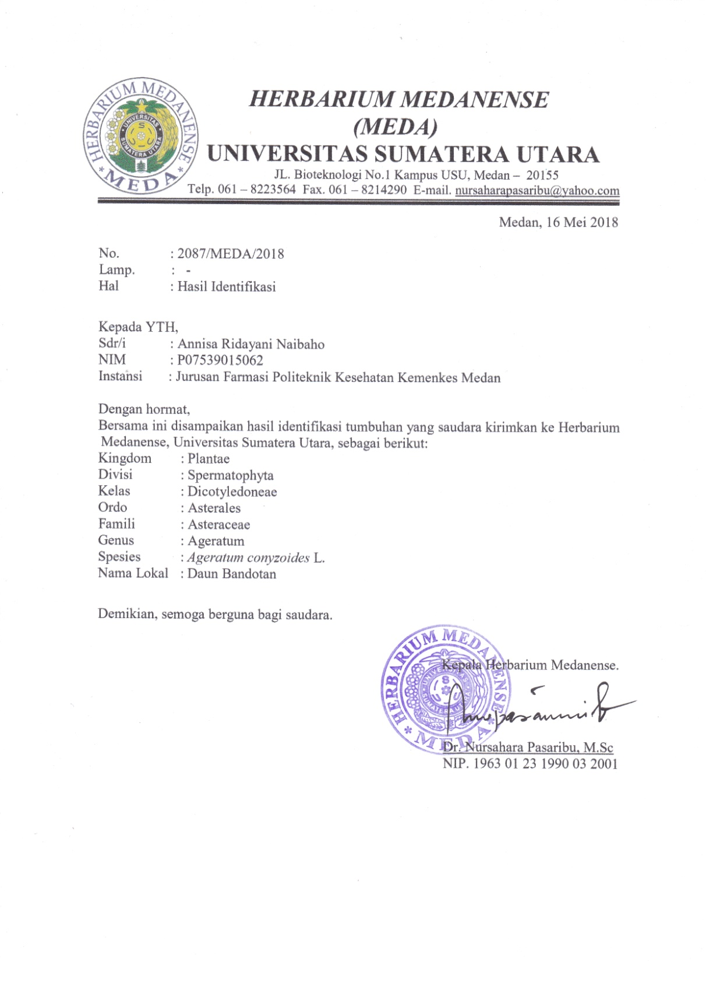 HERBARIUM MEDANENSE
MEDA
UNIVERSITAS
SUMATERA UTARA
HERBARIUM MEDANENSE
(MEDA)
UNIVERSITAS SUMATERA UTARA
JL. Bioteknologi No.1 Kampus USU, Medan – 20155
Telp. 061 – 8223564 Fax. 061 – 8214290 E-mail. nursaharapasaribu@yahoo.com
Medan, 16 Mei 2018
No. : 2087/MEDA/2018
Lamp. : -
Hal : Hasil Identifikasi
Kepada YTH,
Sdr/i : Annisa Ridayani Naibaho
NIM : P07539015062
Instansi : Jurusan Farmasi Politeknik Kesehatan Kemenkes Medan
Dengan hormat,
Bersama ini disampaikan hasil identifikasi tumbuhan yang saudara kirimkan ke Herbarium
Medanense, Universitas Sumatera Utara, sebagai berikut:
Kingdom : Plantae
Divisi : Spermatophyta
Kelas : Dicotyledoneae
Ordo : Asterales
Famili : Asteraceae
Genus : Ageratum
Spesies : Ageratum conyzoides L.
Nama Lokal : Daun Bandotan
Demikian, semoga berguna bagi saudara.
HERBARIUM MEDANENSE
MEDA
UNIVERSITAS
SUMATERA UTARA
Kepala Herbarium Medanense.
Dr. Nursahara Pasaribu, M.Sc
NIP. 1963 01 23 1990 03 2001